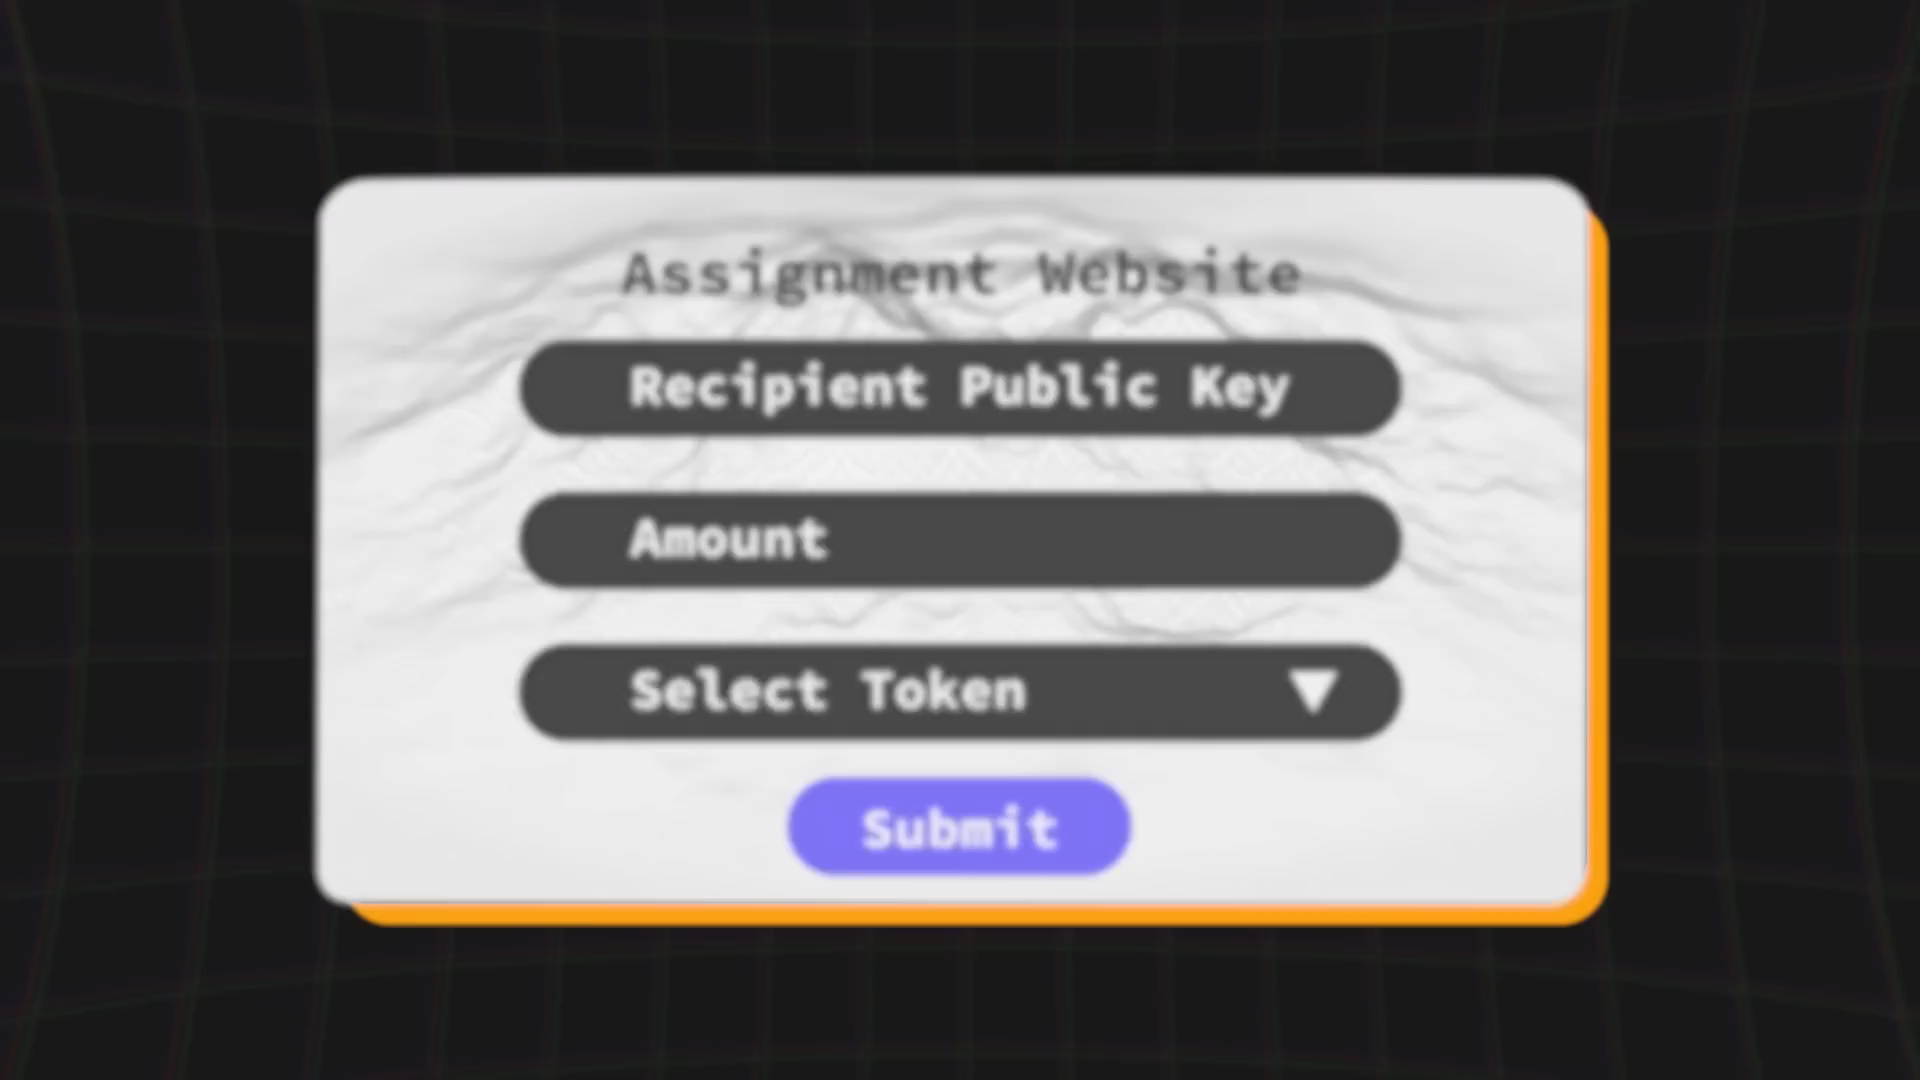 Assignment Website
Recipient Public Key
Amount
Select Token
Submit